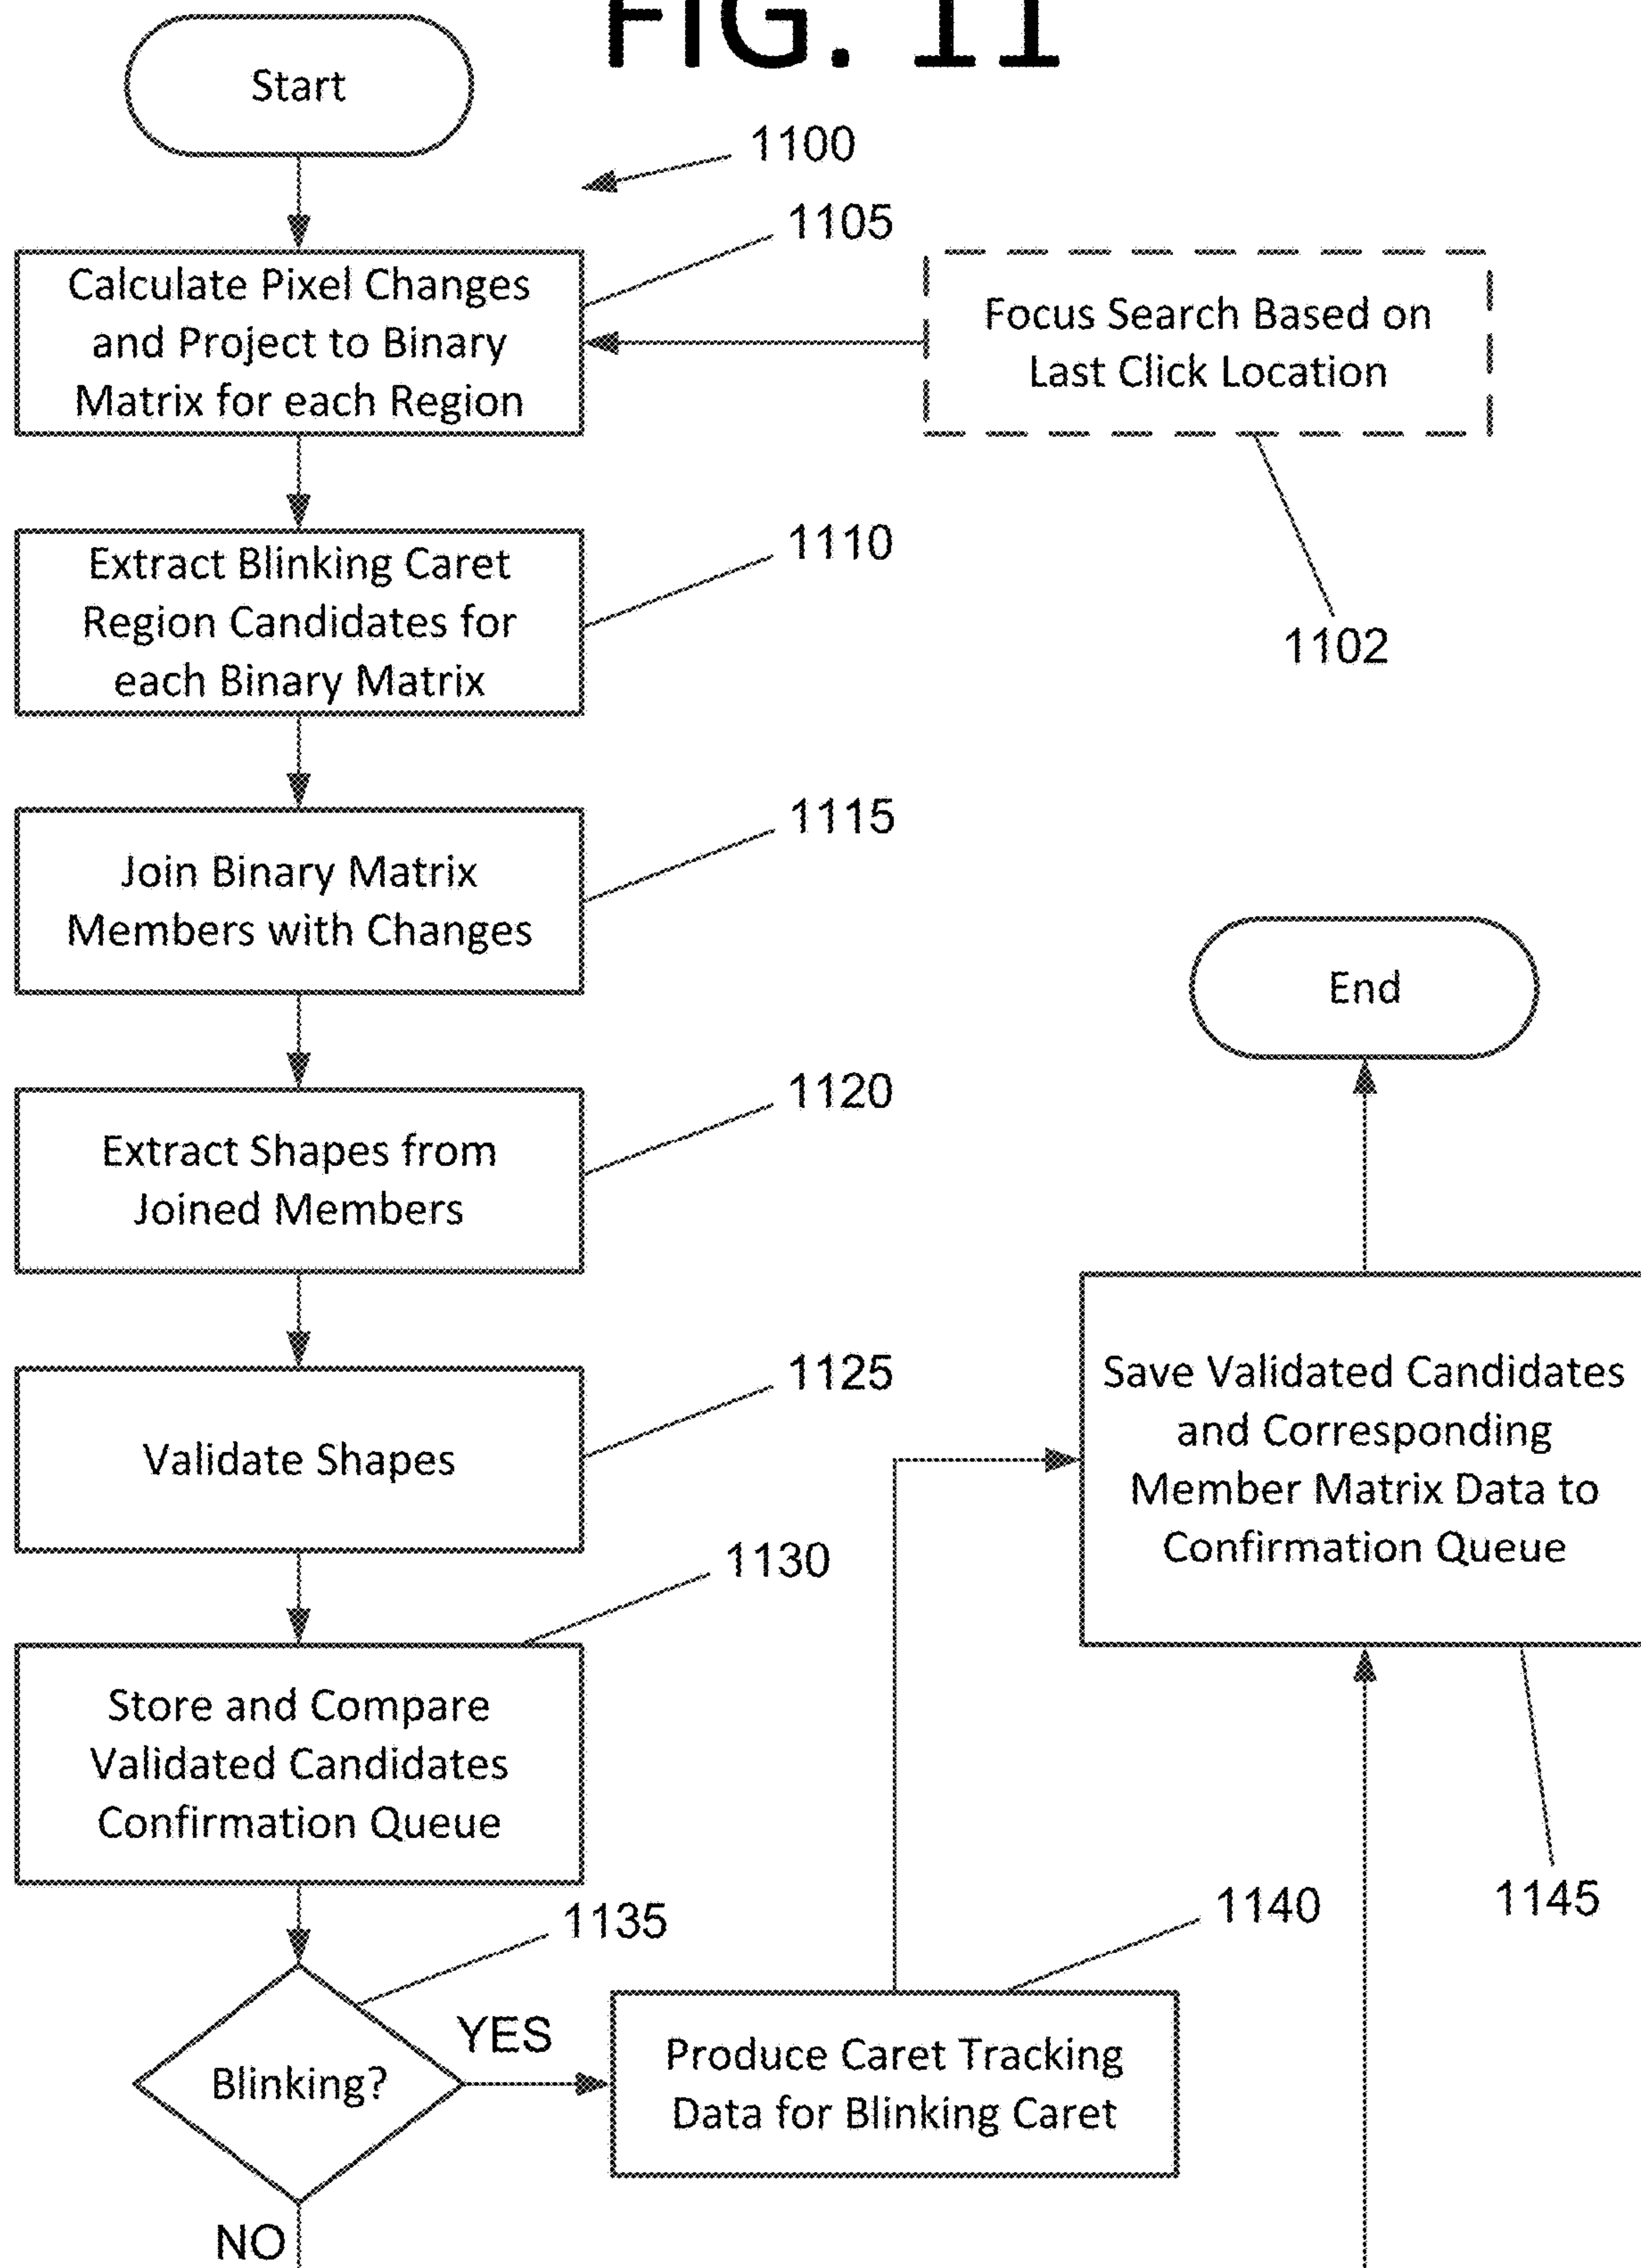 FIG. 11
Start
1100
1105
Calculate Pixel Changes
and Project to Binary
Matrix for each Region
Focus Search Based on
Last Click Location
1102
1110
Extract Blinking Caret
Region Candidates for
each Binary Matrix
1115
Join Binary Matrix
Members with Changes
End
1120
Extract Shapes from
Joined Members
1125
Validate Shapes
Save Validated Candidates
and Corresponding
Member Matrix Data to
Confirmation Queue
1130
Store and Compare
Validated Candidates
Confirmation Queue
1145
1135
1140
Blinking?
YES
Produce Caret Tracking
Data for Blinking Caret
NO